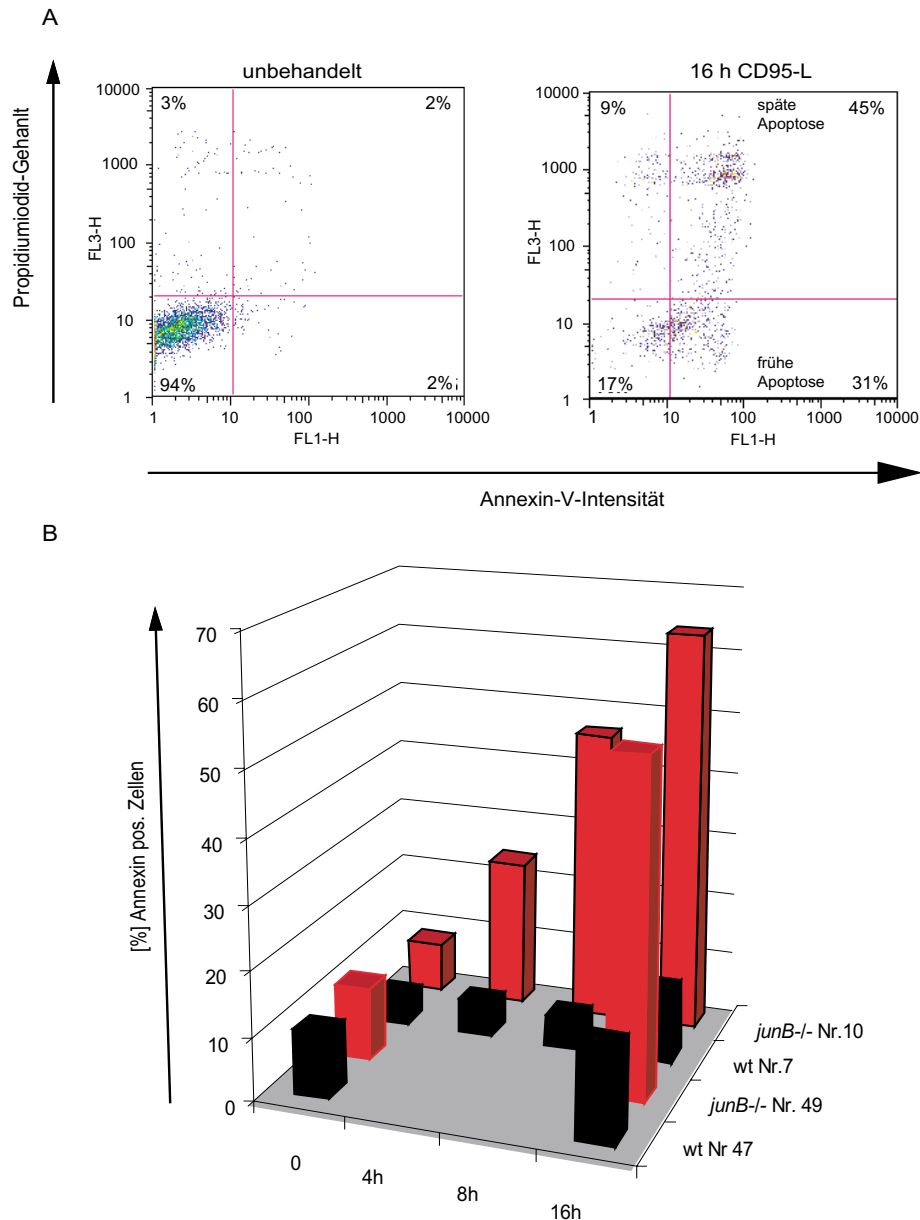 A
unbehandelt
16 h CD95-L
Propidiumiodid-Gehanlt
FL3-H
10000
1000
100
10
1
3%
2%
94%
2%
1
10
100
1000
10000
FL1-H
FL3-H
10000
1000
100
10
1
9%
späte
Apoptose
45%
17%
frühe
Apoptose
31%
1
10
100
1000
10000
FL1-H
Annexin-V-Intensität
B
[%] Annexin pos. Zellen
70
60
50
40
30
20
10
0
0
4h
8h
16h
junB-/- Nr.10
wt Nr.7
junB-/- Nr. 49
wt Nr 47